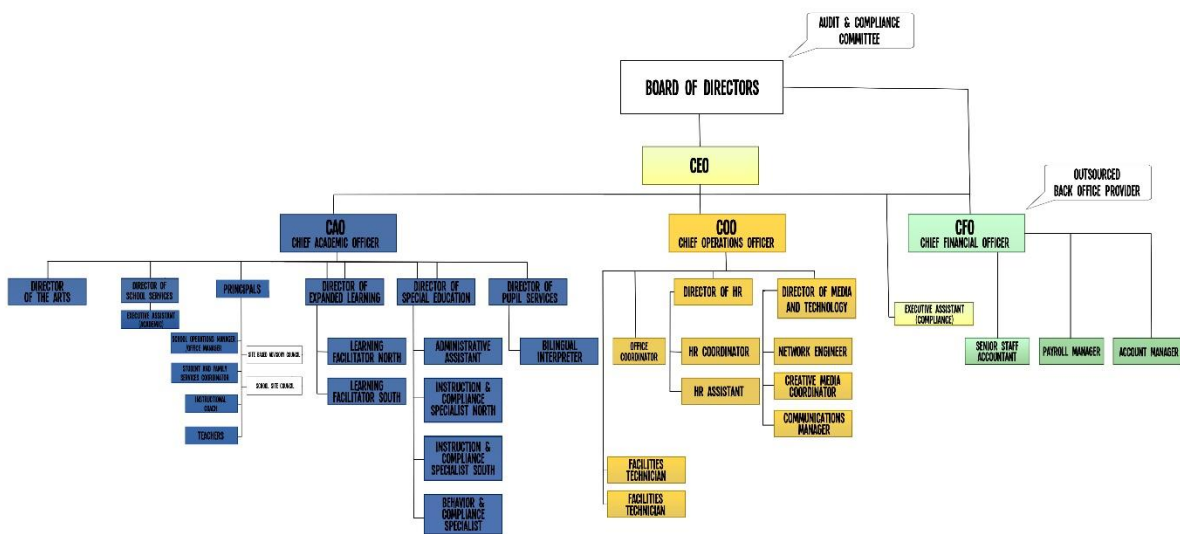 AUDIT & COMPLIANCE
COMMITTEE
BOARD OF DIRECTORS
CEO
OUTSOURCED
BACK OFFICE PROVIDER
CAO
CHIEF ACADEMIC OFFICER
COO
CHIEF OPERATIONS OFFICER
CFO
CHIEF FINANCIAL OFFICER
DIRECTOR
OF THE ARTS
DIRECTOR OF
SCHOOL SERVICES
EXECUTIVE ASSISTANT
(ACADEMIC)
PRINCIPALS
SCHOOL OPERATIONS MANAGER
/OFFICE MANAGER
SITE BASED ADVISORY COUNCIL
STUDENT AND FAMILY
SERVICES COORDINATOR
SCHOOL SITE COUNCIL
INSTRUCTIONAL
COACH
TEACHERS
DIRECTOR OF
EXPANDED LEARNING
LEARNING
FACILITATOR NORTH
LEARNING
FACILITATOR SOUTH
DIRECTOR OF
SPECIAL EDUCATION
ADMINISTRATIVE
ASSISTANT
INSTRUCTION &
COMPLIANCE
SPECIALIST NORTH
INSTRUCTION &
COMPLIANCE
SPECIALIST SOUTH
BEHAVIOR &
COMPLIANCE
SPECIALIST
DIRECTOR OF
PUPIL SERVICES
BILINGUAL
INTERPRETER
OFFICE
COORDINATOR
FACILITIES
TECHNICIAN
FACILITIES
TECHNICIAN
DIRECTOR OF HR
HR COORDINATOR
HR ASSISTANT
DIRECTOR OF MEDIA
AND TECHNOLOGY
NETWORK ENGINEER
CREATIVE MEDIA
COORDINATOR
COMMUNICATIONS
MANAGER
EXECUTIVE ASSISTANT
(COMPLIANCE)
SENIOR STAFF
ACCOUNTANT
PAYROLL MANAGER
ACCOUNT MANAGER